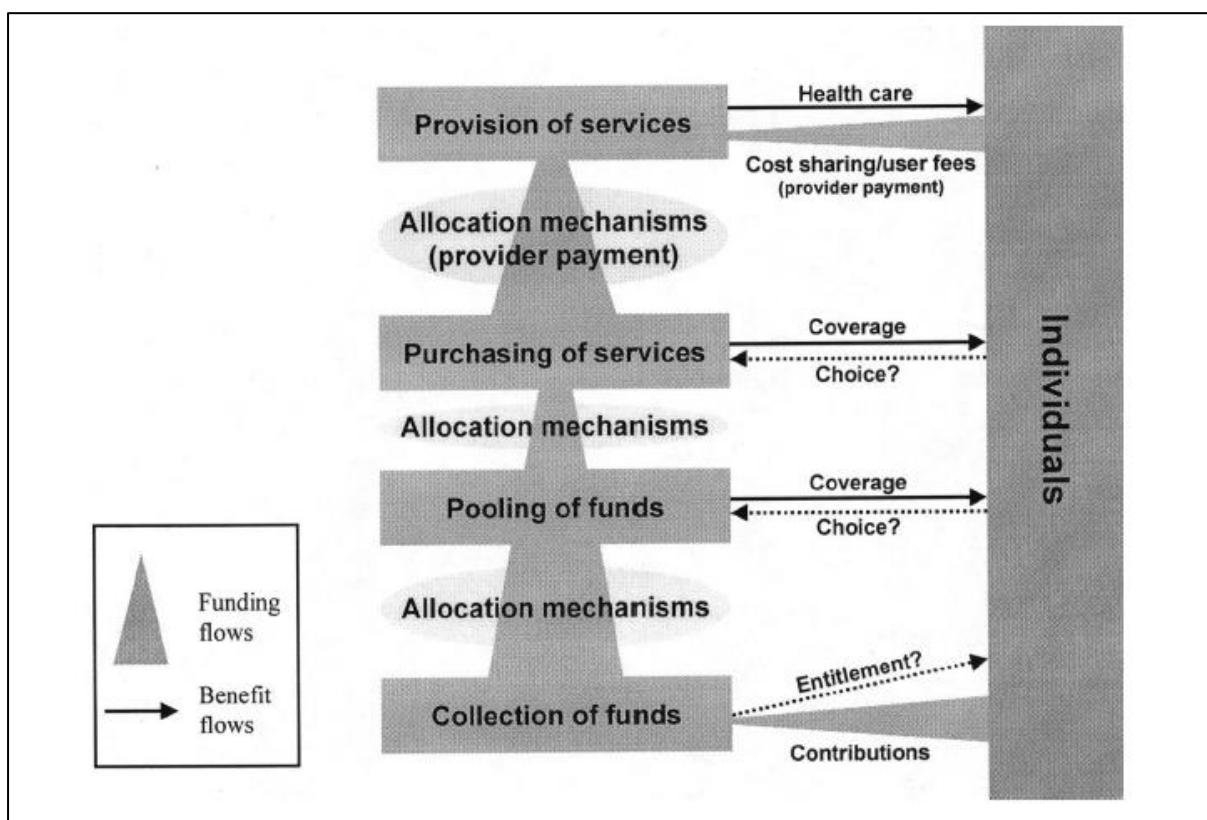 Health care
Provision of services
Cost sharing/user fees
(provider payment)
Allocation mechanisms
(provider payment)
Coverage
Purchasing of services
Choice?
Allocation mechanisms
Individuals
Coverage
Pooling of funds
Choice?
Funding
flows
Allocation mechanisms
Entitlement?
Benefit
flows
Collection of funds
Contributions